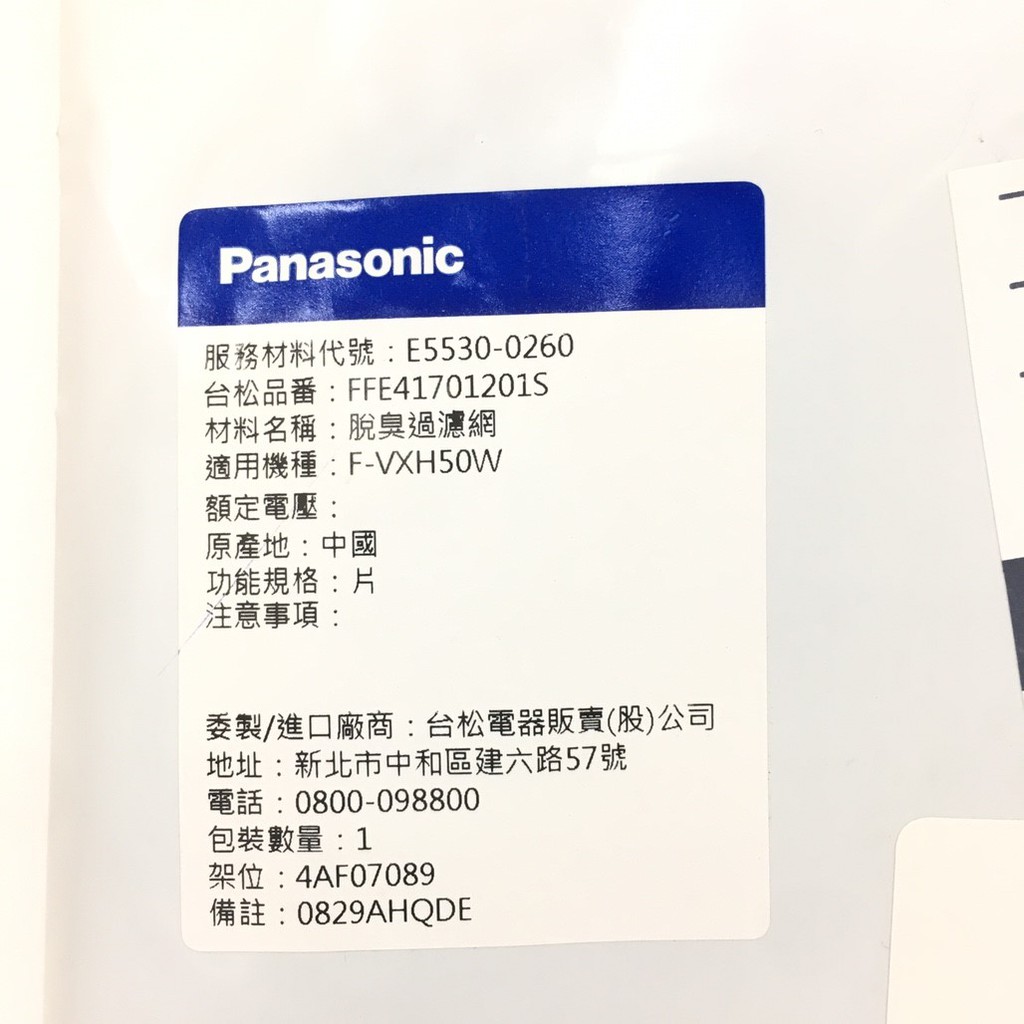 Panasonic
服務材料代號：E5530-0260
台松品番：FFE41701201S
材料名稱：脫臭過濾網
適用機種：F-VXH50W
額定電壓：
原產地：中國
功能規格：片
注意事項：
委製/進口廠商：台松電器販賣(股)公司
地址：新北市中和區建六路57號
電話：0800-098800
包裝數量：1
架位：4AF07089
備註：0829AHQDE